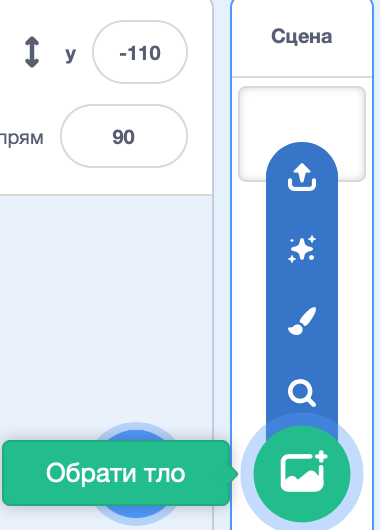 y -110
прям 90
Сцена
Обрати тло